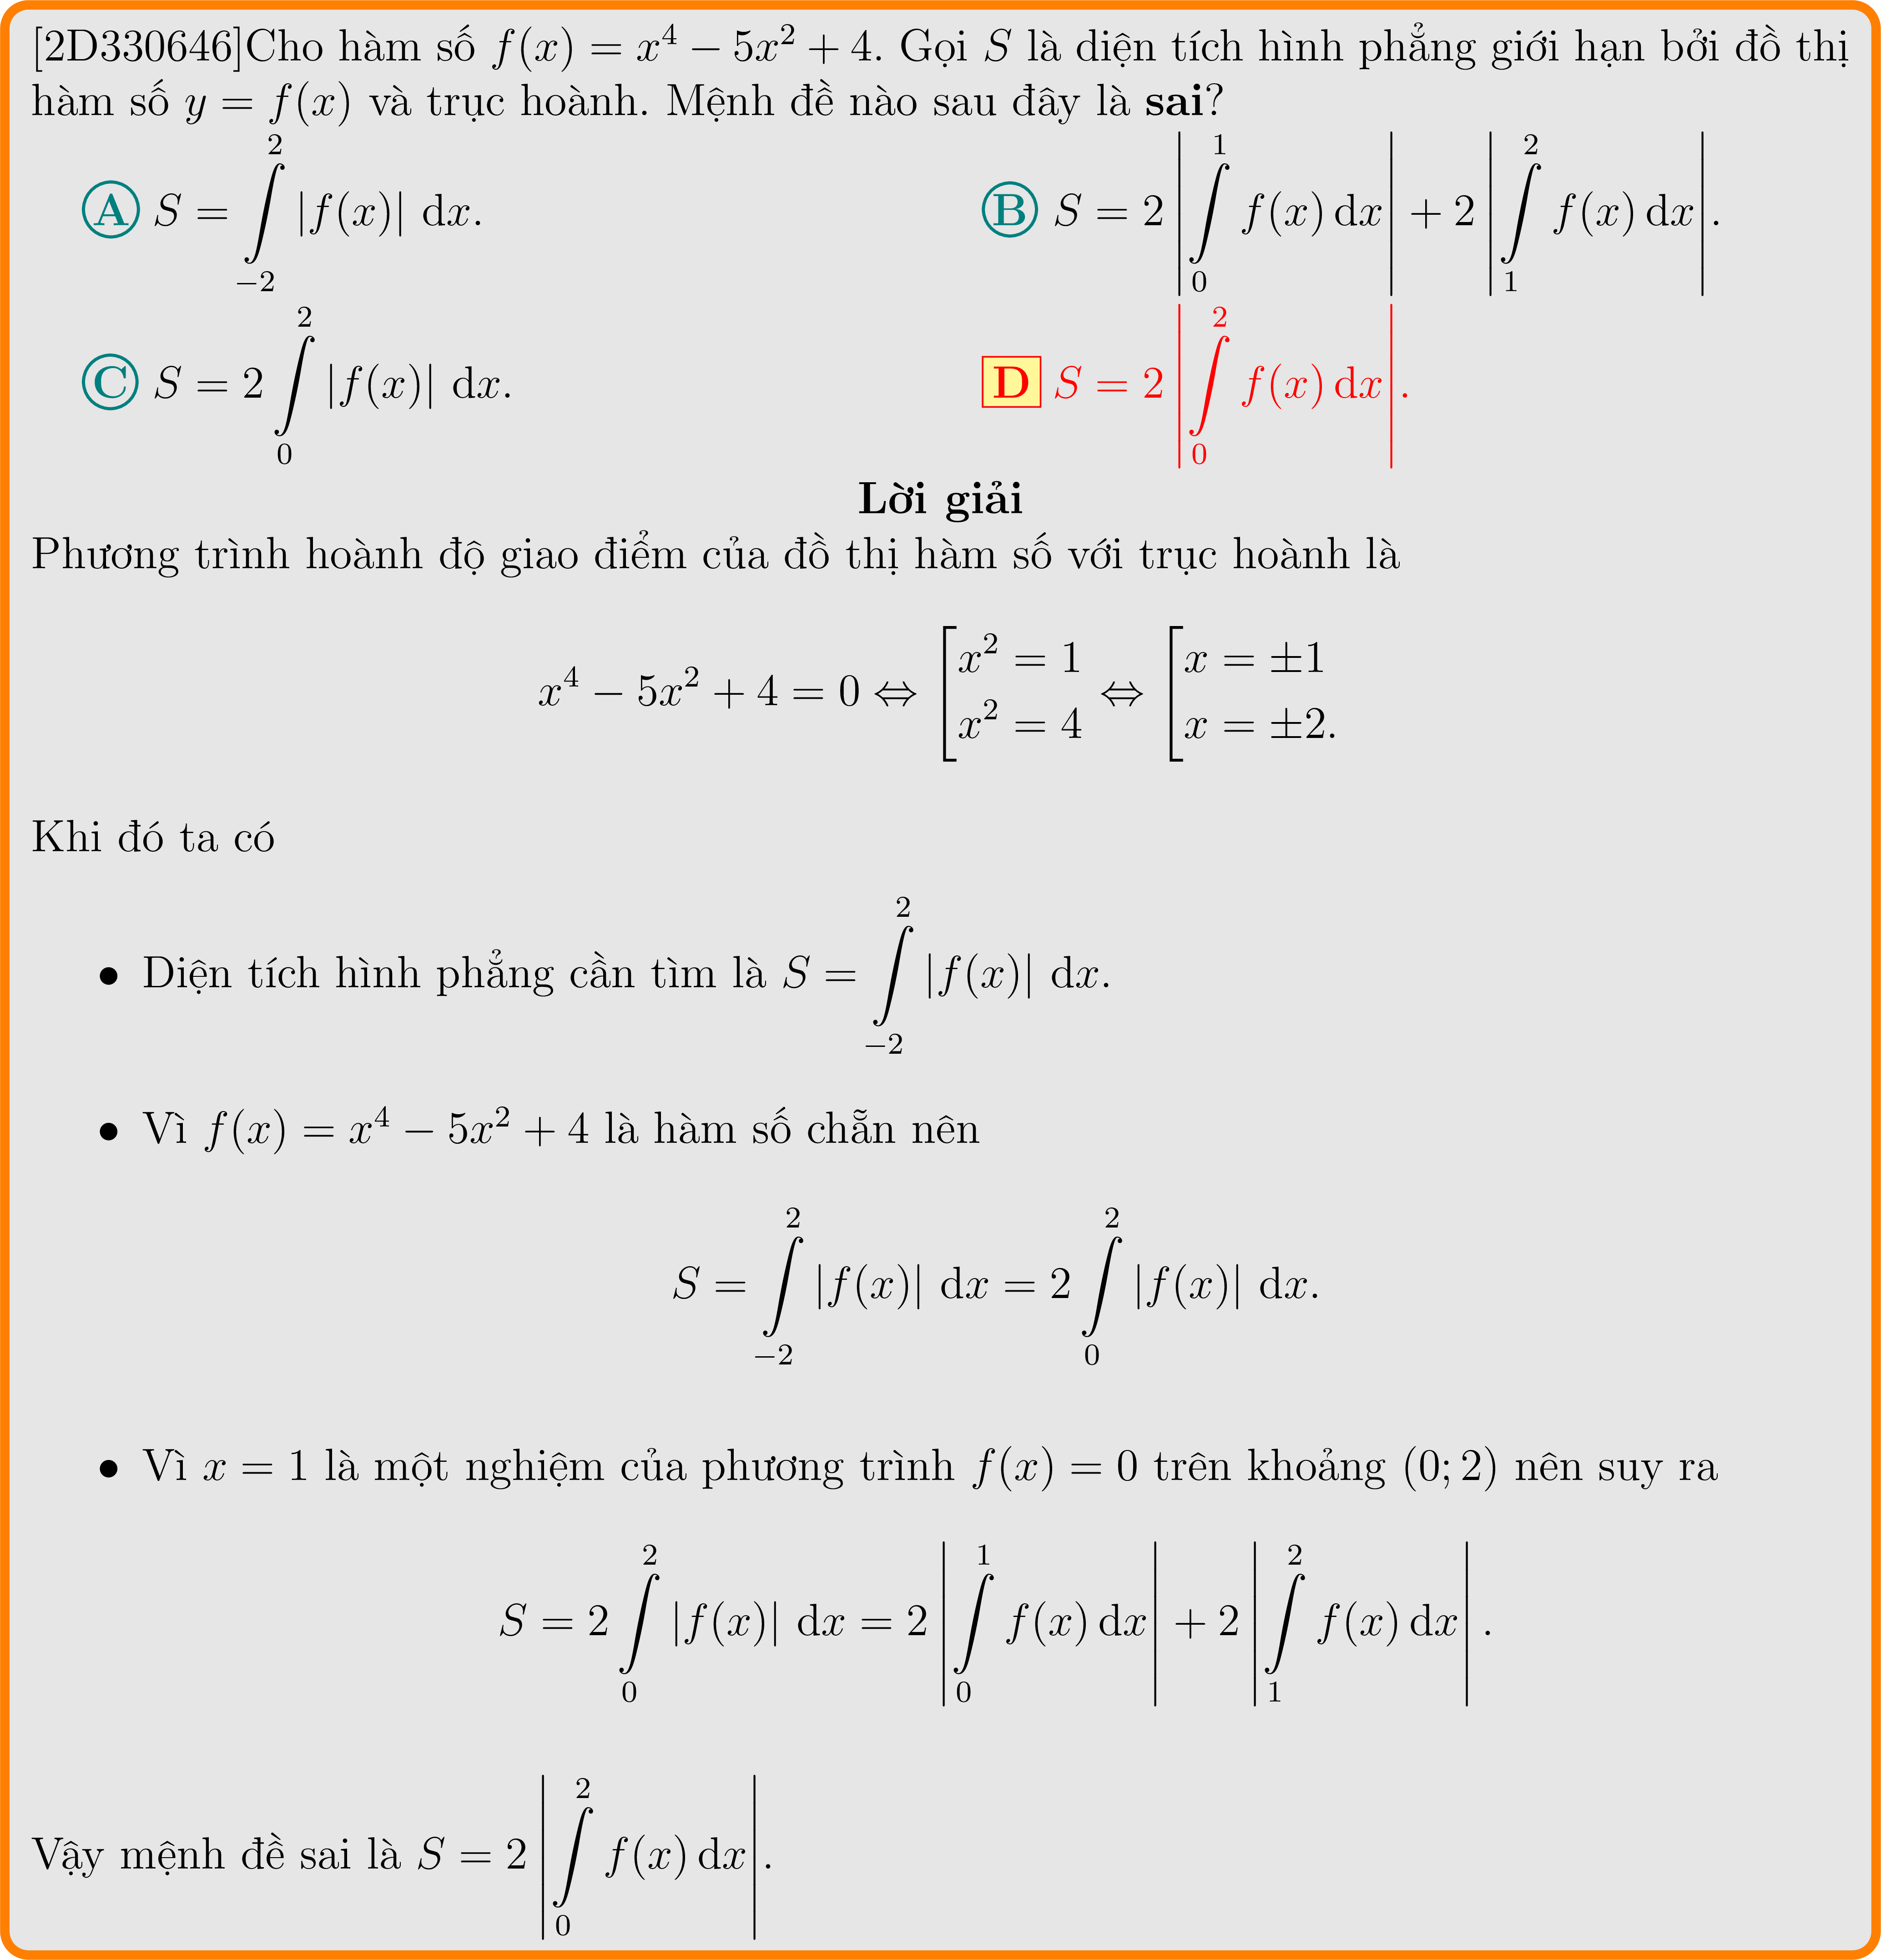 [2D330646]Cho hàm số $f(x) = x^4 - 5x^2 + 4$. Gọi $S$ là diện tích hình phẳng giới hạn bởi đồ thị
hàm số $y = f(x)$ và trục hoành. Mệnh đề nào sau đây là sai?
A $S = \int\limits_{-2}^{2} |f(x)| \, \mathrm{d}x$.
B $S = 2\left|\int\limits_{0}^{1} f(x) \, \mathrm{d}x\right| + 2\left|\int\limits_{1}^{2} f(x) \, \mathrm{d}x\right|$.
C $S = 2\int\limits_{0}^{2} |f(x)| \, \mathrm{d}x$.
D $S = 2\left|\int\limits_{0}^{2} f(x) \, \mathrm{d}x\right|$.
Lời giải
Phương trình hoành độ giao điểm của đồ thị hàm số với trục hoành là
$x^4 - 5x^2 + 4 = 0 \Leftrightarrow \left[\begin{array}{l} x^2 = 1 \\ x^2 = 4 \end{array}\right. \Leftrightarrow \left[\begin{array}{l} x = \pm 1 \\ x = \pm 2. \end{array}\right.$
Khi đó ta có
• Diện tích hình phẳng cần tìm là $S = \int\limits_{-2}^{2} |f(x)| \, \mathrm{d}x$.
• Vì $f(x) = x^4 - 5x^2 + 4$ là hàm số chẵn nên
$S = \int\limits_{-2}^{2} |f(x)| \, \mathrm{d}x = 2\int\limits_{0}^{2} |f(x)| \, \mathrm{d}x.$
• Vì $x = 1$ là một nghiệm của phương trình $f(x) = 0$ trên khoảng $(0; 2)$ nên suy ra
$S = 2\int\limits_{0}^{2} |f(x)| \, \mathrm{d}x = 2\left|\int\limits_{0}^{1} f(x) \, \mathrm{d}x\right| + 2\left|\int\limits_{1}^{2} f(x) \, \mathrm{d}x\right|.$
Vậy mệnh đề sai là $S = 2\left|\int\limits_{0}^{2} f(x) \, \mathrm{d}x\right|$.